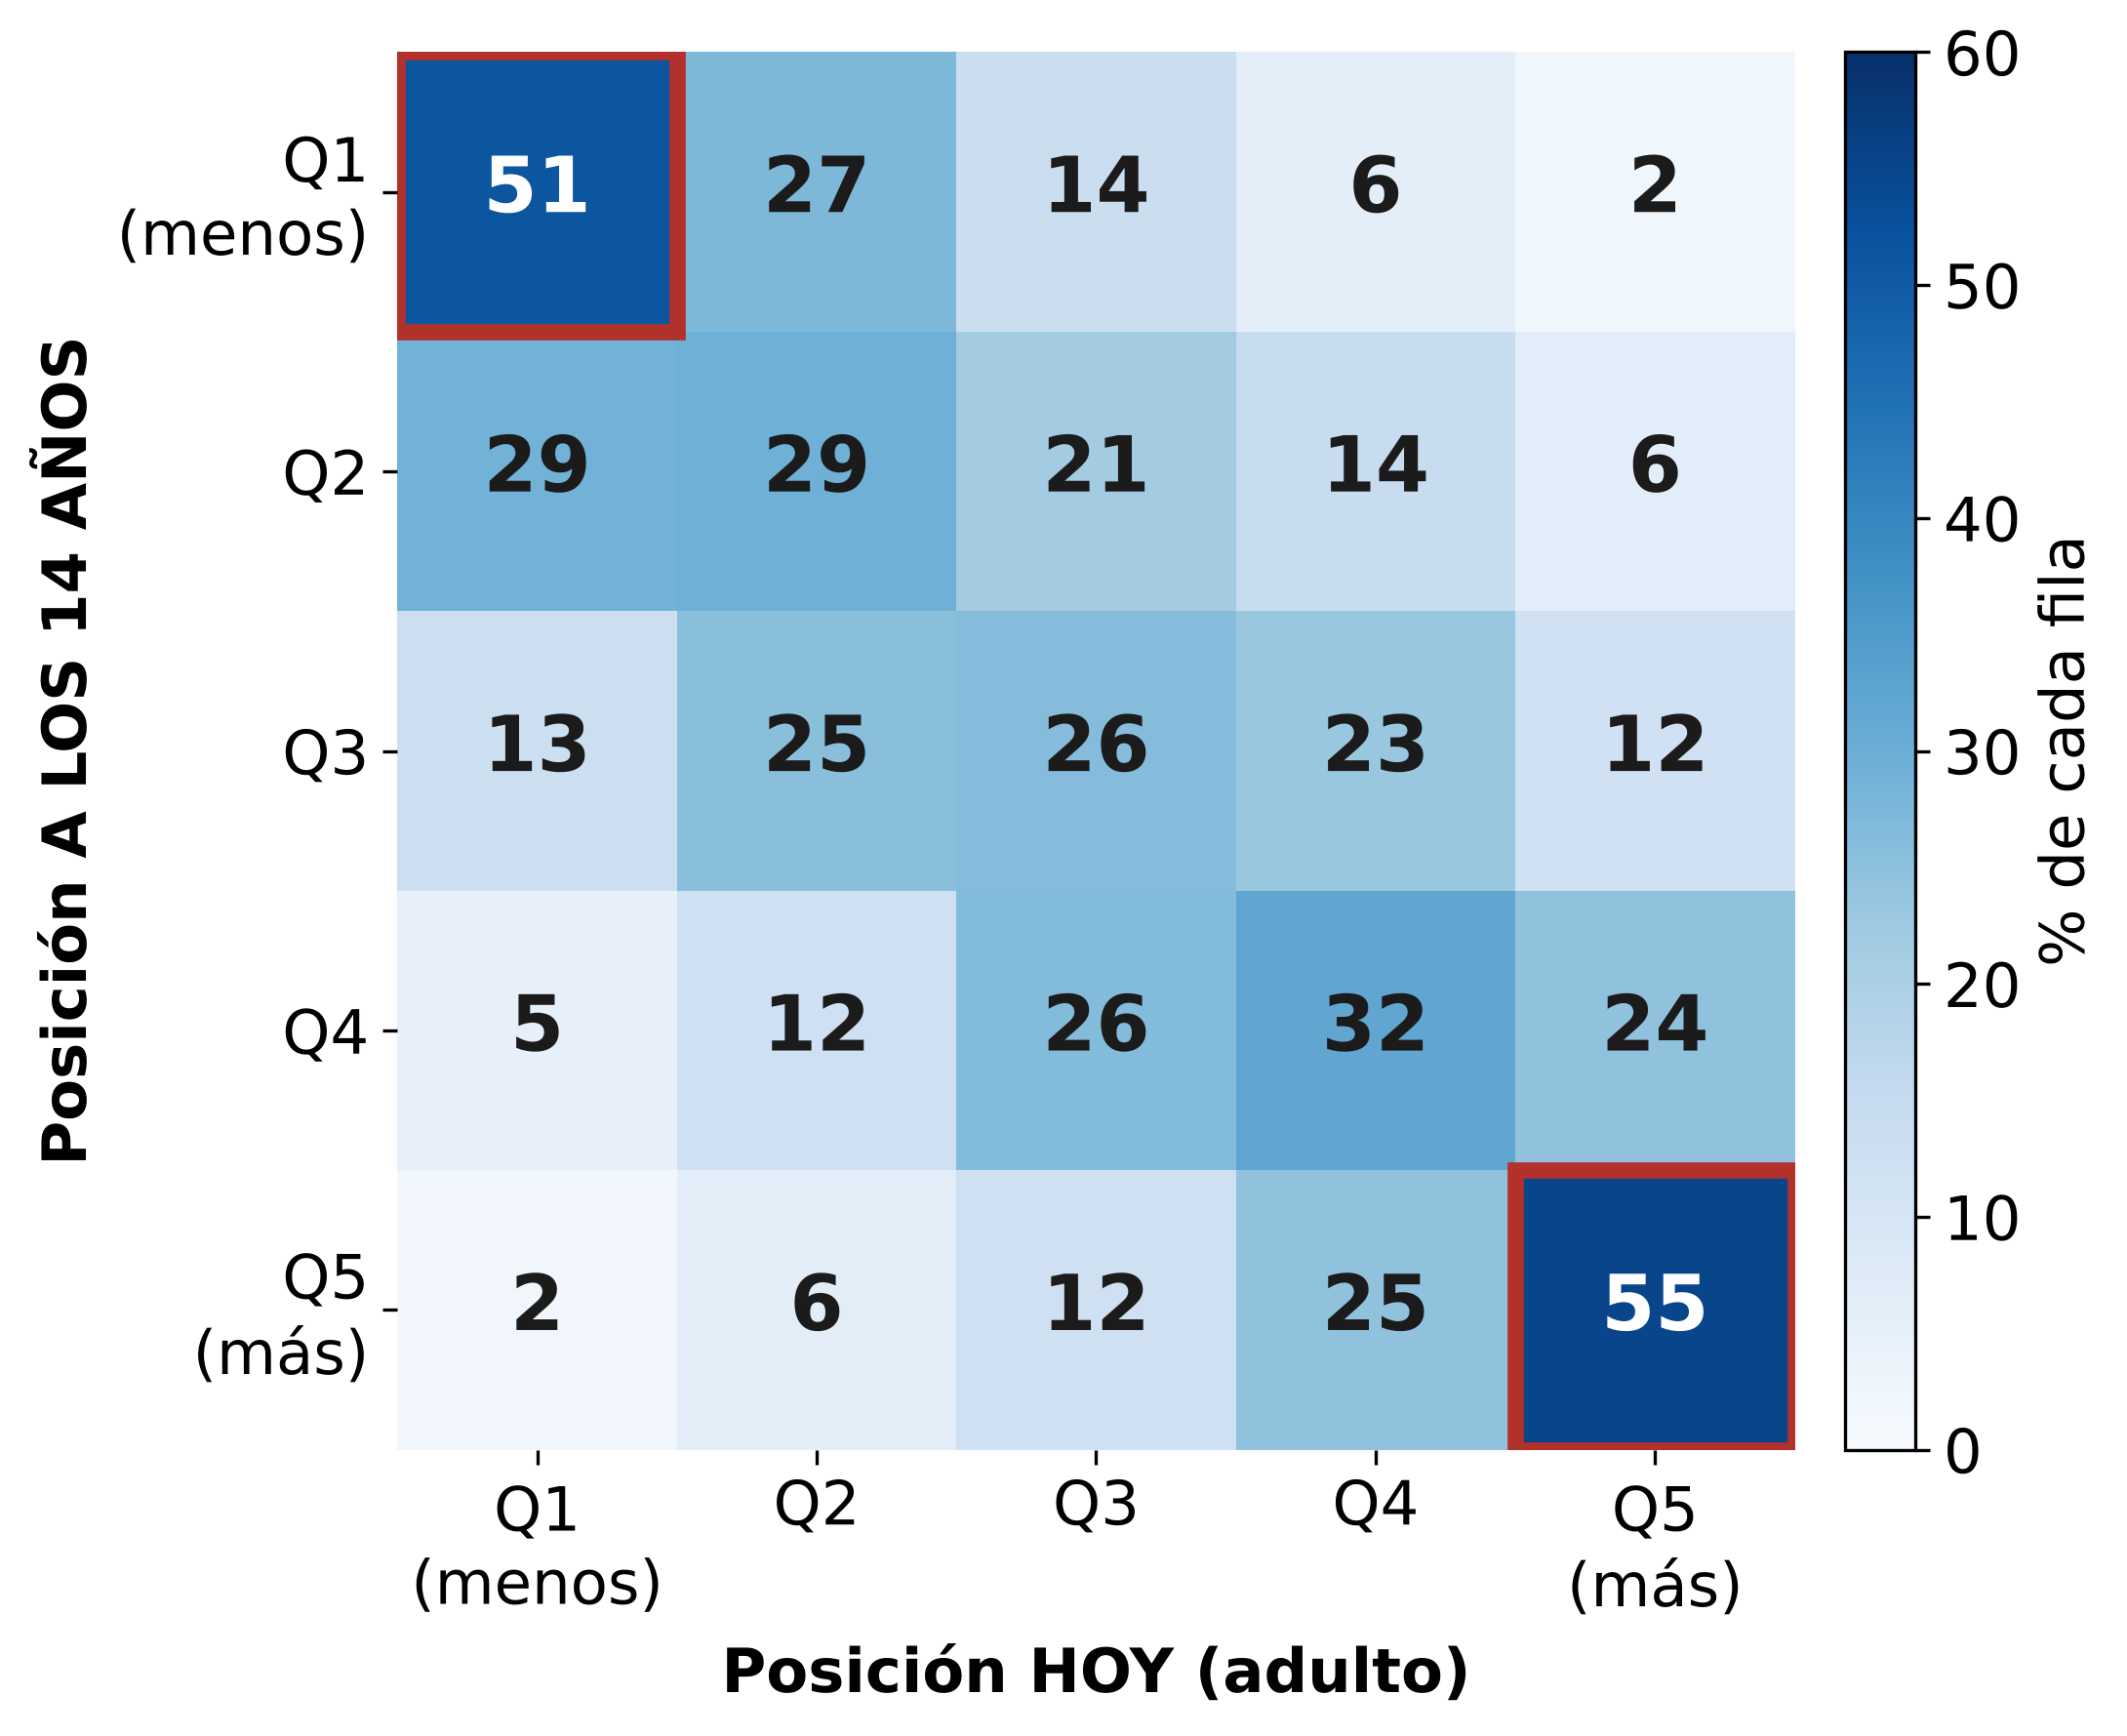 Posición A LOS 14 AÑOS
Q1
(menos)
51 27 14 6 2
Q2
29 29 21 14 6
Q3
13 25 26 23 12
Q4
5 12 26 32 24
Q5
(más)
2 6 12 25 55
Q1 Q2 Q3 Q4 Q5
(menos) (más)
Posición HOY (adulto)
60
50
40
30
20
10
0
% de cada fila